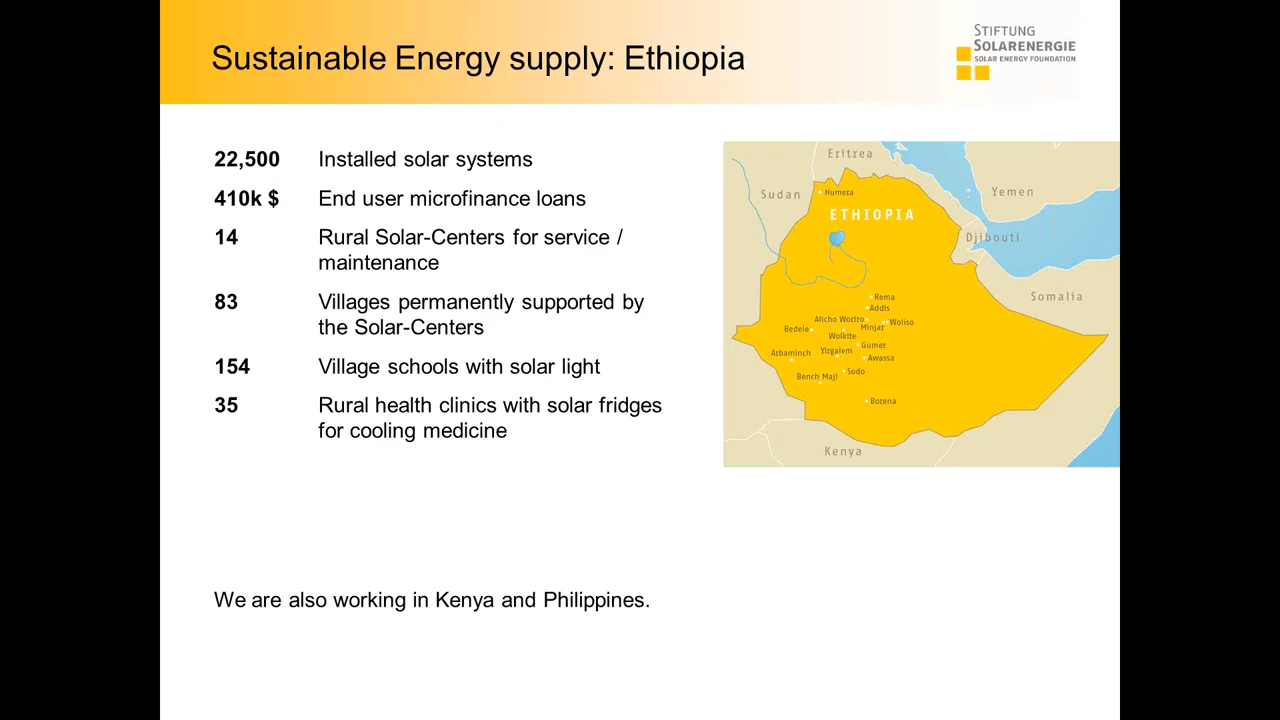 Sustainable Energy supply: Ethiopia
STIFTUNG
SOLARENERGIE
SOLAR ENERGY FOUNDATION
22,500 Installed solar systems
410k $ End user microfinance loans
14 Rural Solar-Centers for service /
maintenance
83 Villages permanently supported by
the Solar-Centers
154 Village schools with solar light
35 Rural health clinics with solar fridges
for cooling medicine
Eritrea
Sudan
Humera
Yemen
ETHIOPIA
Djibouti
Somalia
Rema
Addis
Alicho Woriro
Woliso
Bedele
Minjar
Wolkite
Gumer
Arbaminch
Yirgalem
Awassa
Sodo
Bench Maji
Borena
Kenya
We are also working in Kenya and Philippines.